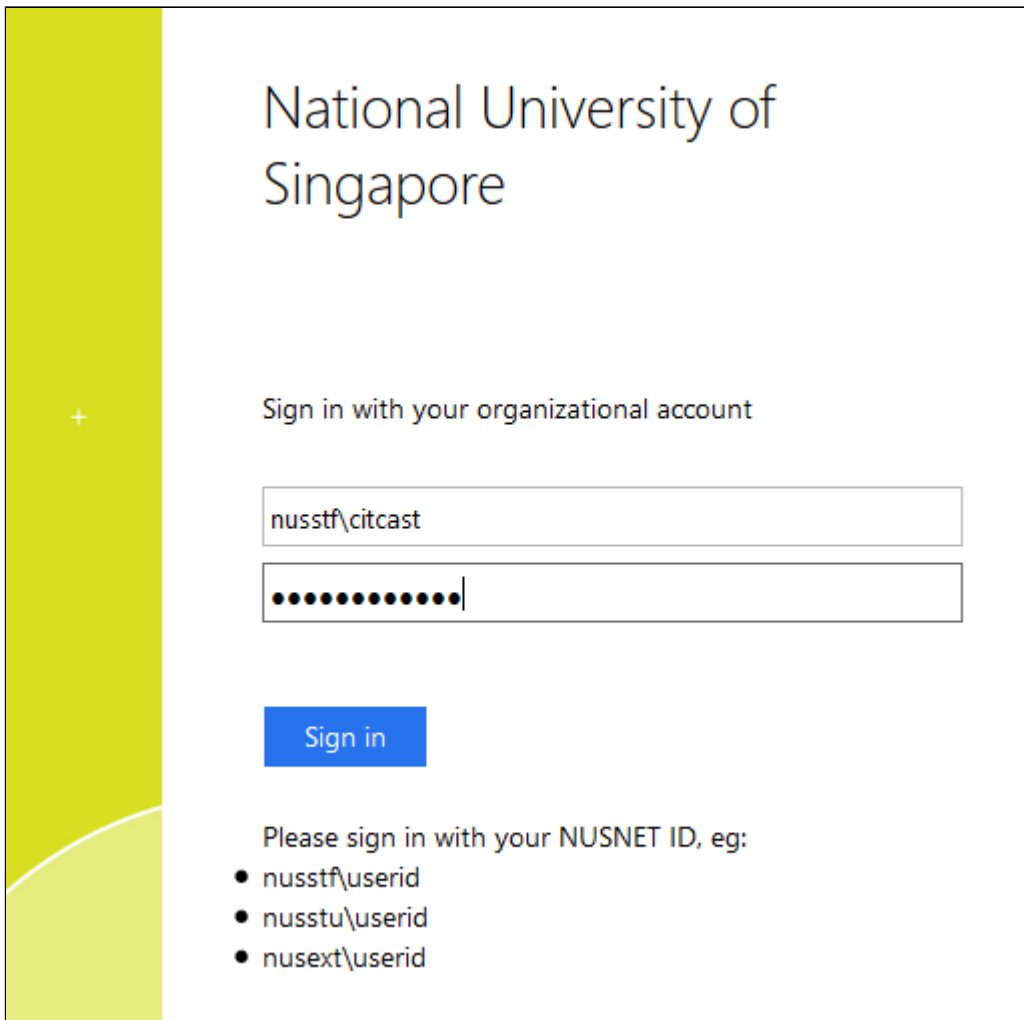 National University of
Singapore
Sign in with your organizational account
nusstf\citcast
●●●●●●●●●●●●
Sign in
Please sign in with your NUSNET ID, eg:
● nusstf\userid
● nusstu\userid
● nusext\userid